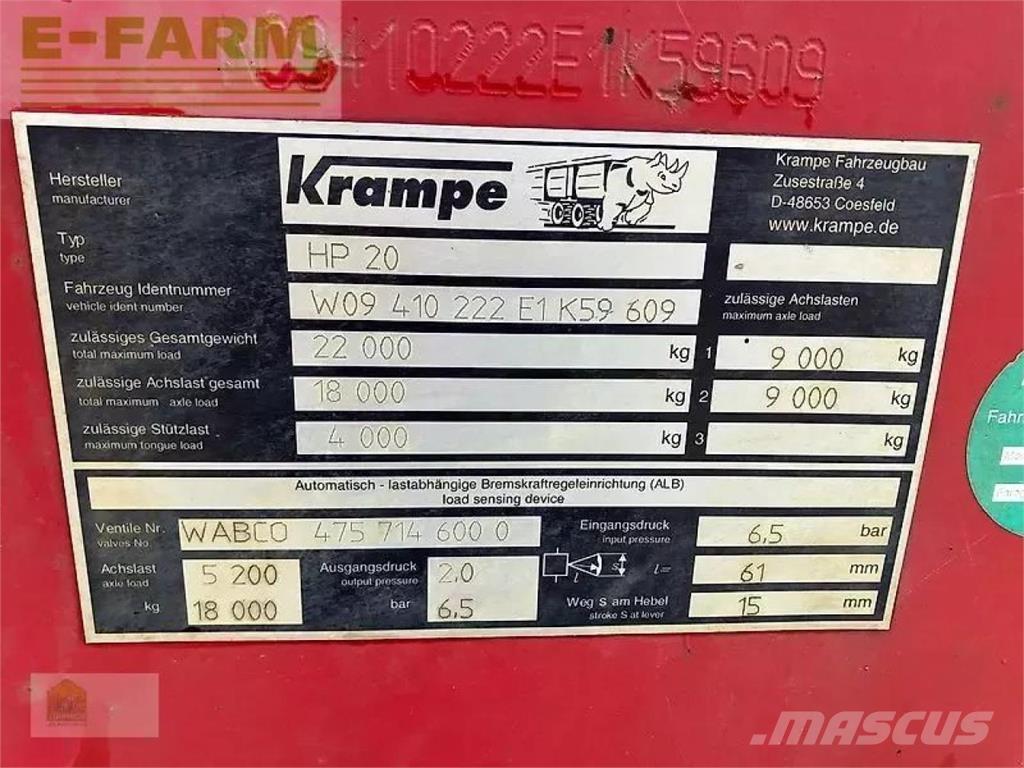 E-FARM
W09410222E1K59609
Krampe
Krampe Fahrzeugbau
Zusestraße 4
D-48653 Coesfeld
www.krampe.de
Hersteller
manufacturer
Typ
type
HP 20
Fahrzeug Identnummer
vehicle ident number
W09 410 222 E1 K59 609
zulässige Achslasten
maximum axle load
zulässiges Gesamtgewicht
total maximum load
22 000 kg 1 9 000 kg
zulässige Achslast gesamt
total maximum axle load
18 000 kg 2 9 000 kg
zulässige Stützlast
maximum tongue load
4 000 kg 3 kg
Automatisch - lastabhängige Bremskraftregeleinrichtung (ALB)
load sensing device
Ventile Nr.
valves No.
WABCO 475 714 600 0
Eingangsdruck
input pressure
6,5 bar
Achslast
axle load
kg
5 200
18 000
Ausgangsdruck
output pressure
bar
2,0
6,5
l S
l= 61 mm
Weg S am Hebel
stroke S at lever
15 mm
Fahr
MASCUS